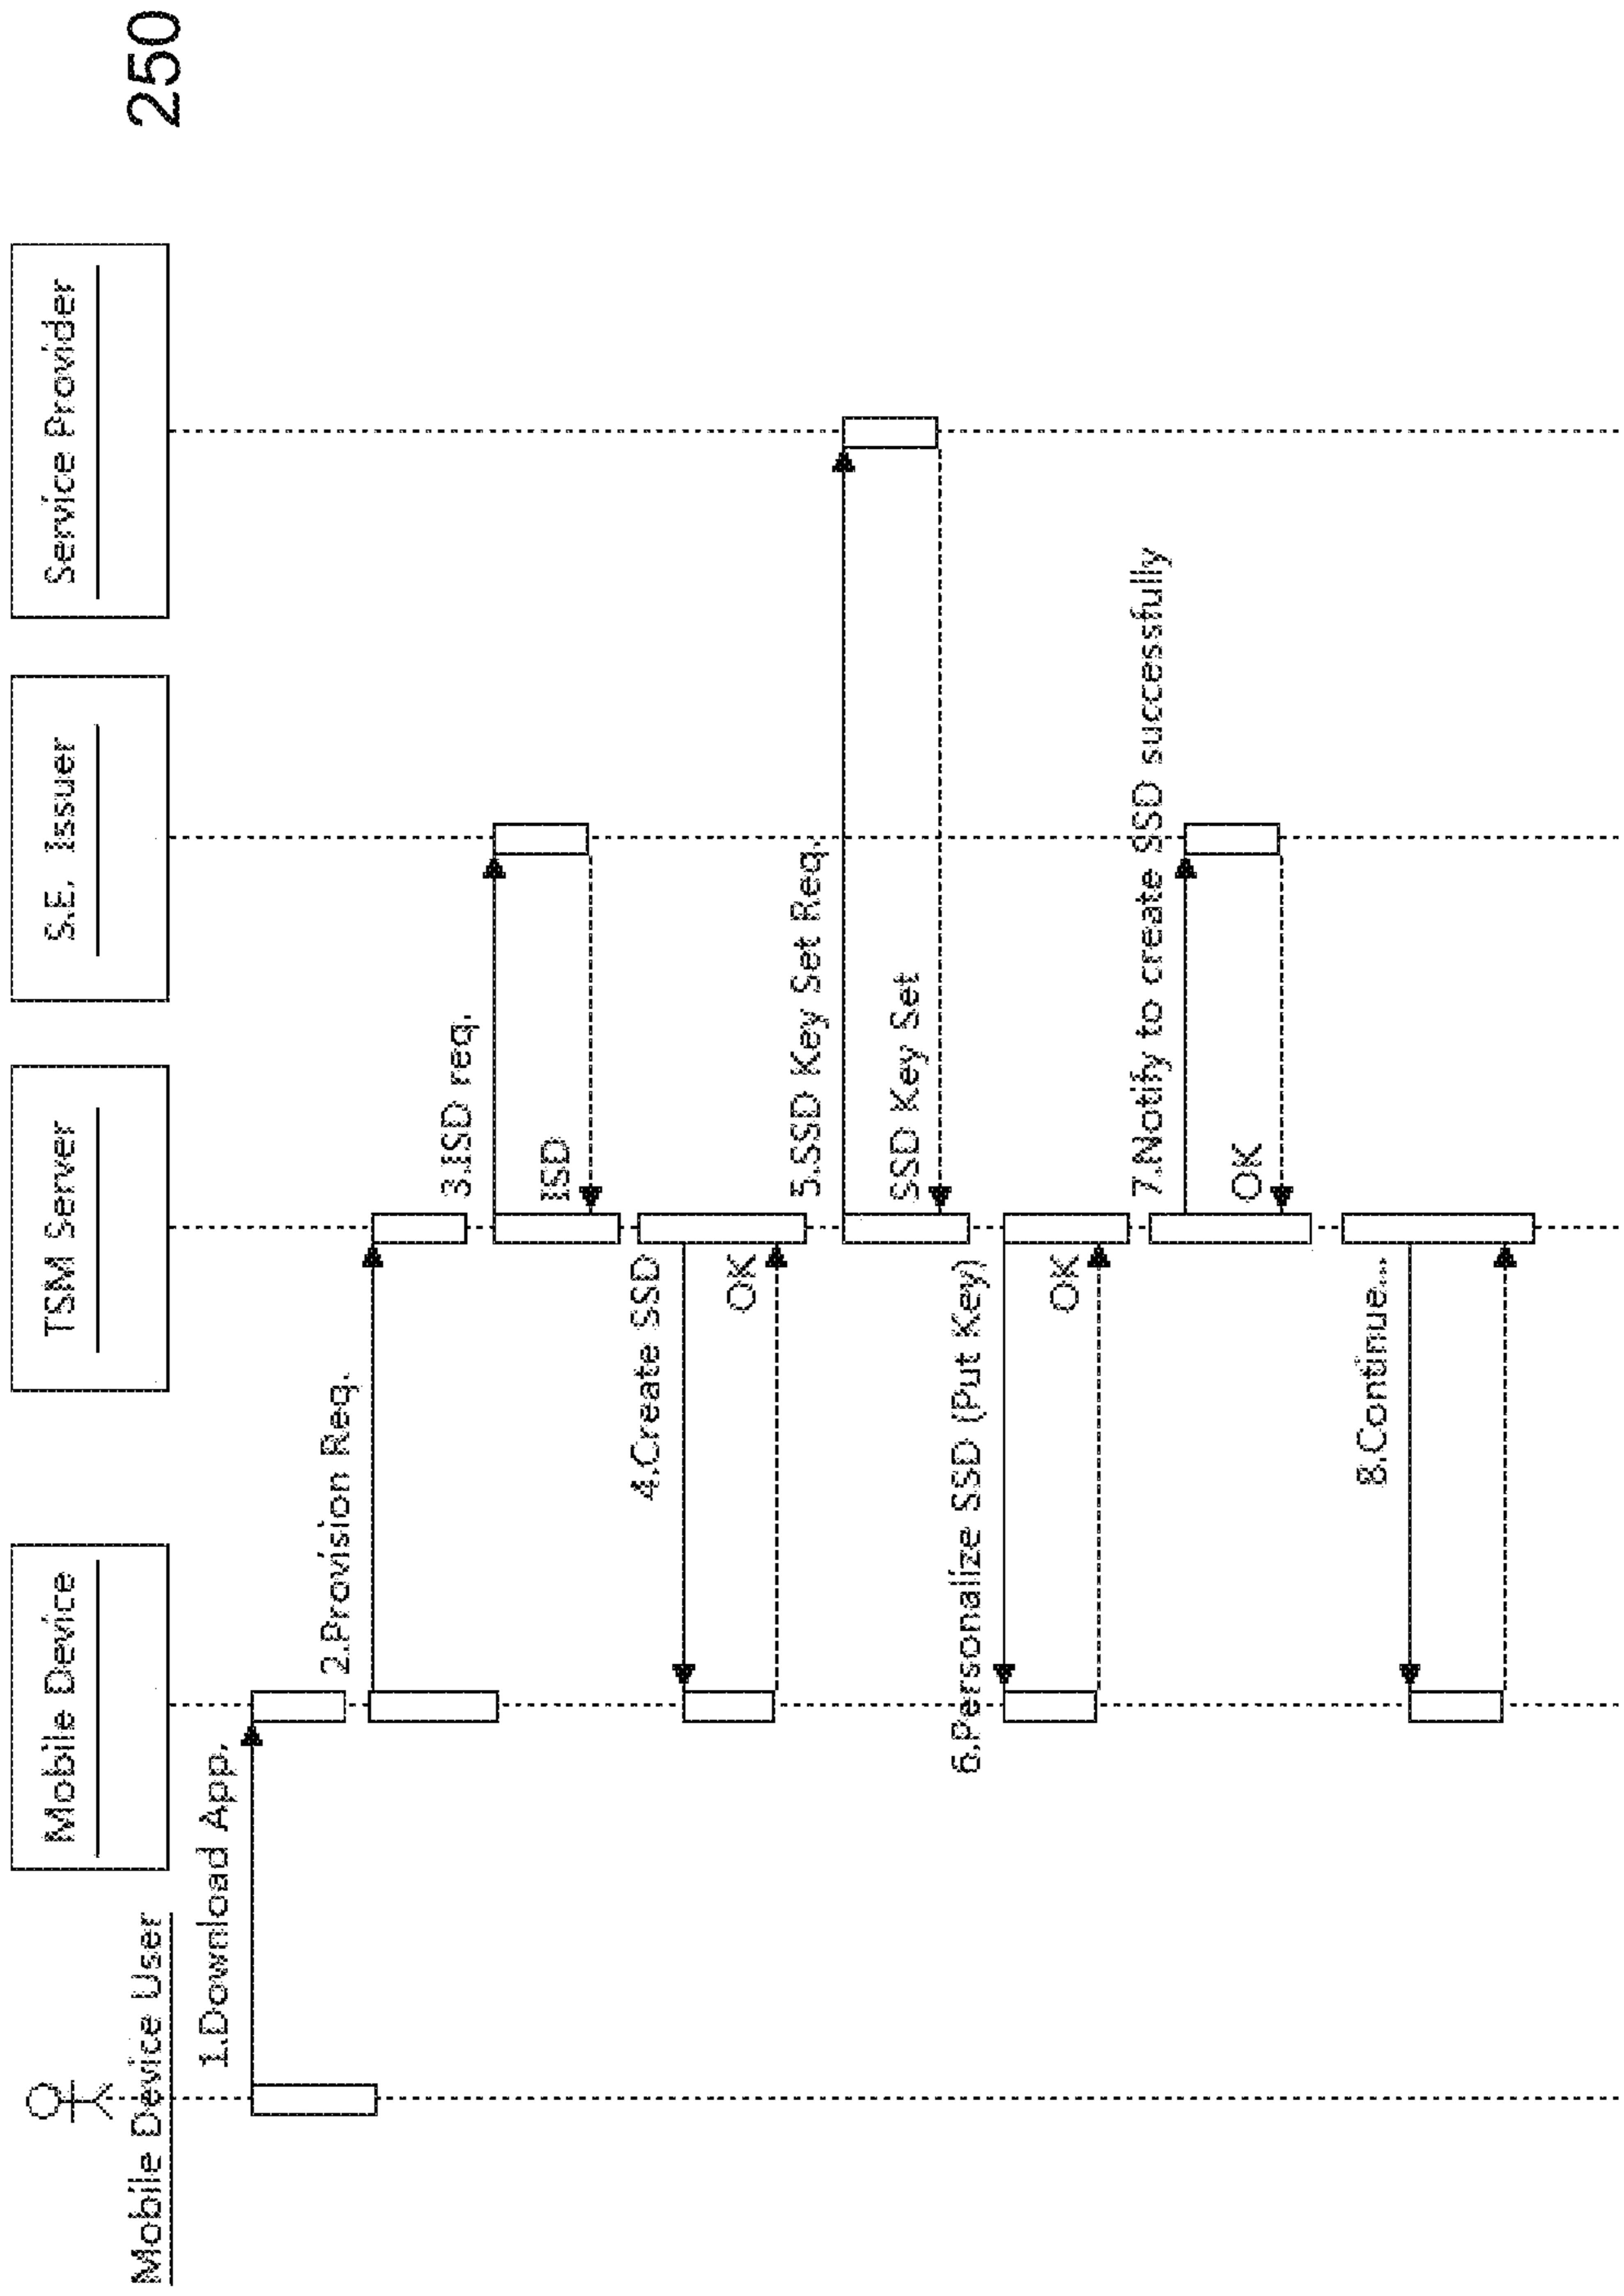 250
Mobile Device User
Mobile Device
TSM Server
S.E. Issuer
Service Provider
1.Download App.
2.Provision Req.
3.ISD req.
ISD
4.Create SSD
OK
5.SSD Key Set Req.
SSD Key Set
6.Personalize SSD (Put Key)
OK
7.Notify to create SSD successfully
OK
8.Continue...